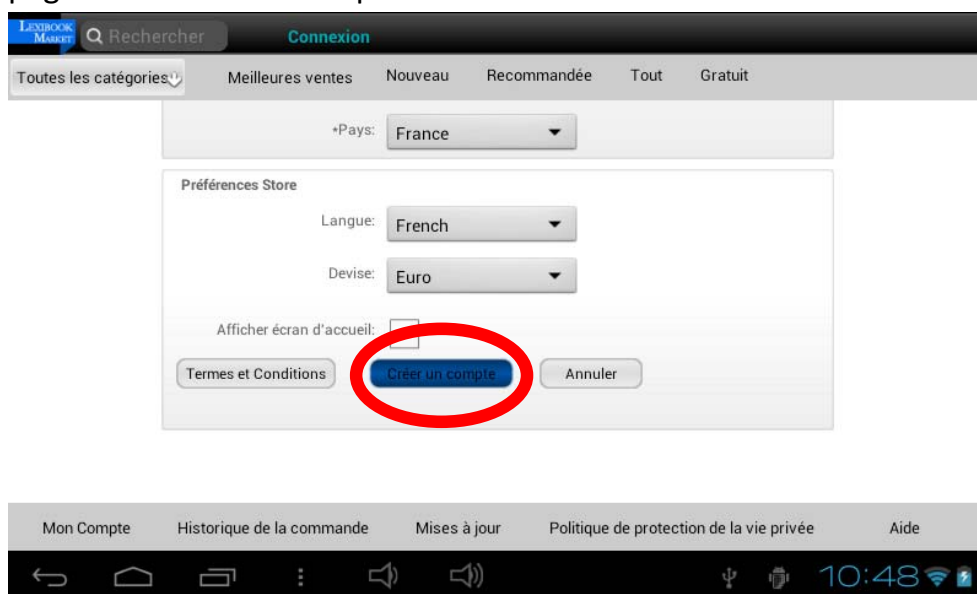 LEXIBOOK
MARKET
Rechercher
Connexion
Toutes les catégories
Meilleures ventes
Nouveau
Recommandée
Tout
Gratuit
*Pays:
France
Préférences Store
Langue:
French
Devise:
Euro
Afficher écran d'accueil:
Termes et Conditions
Créer un compte
Annuler
Mon Compte
Historique de la commande
Mises à jour
Politique de protection de la vie privée
Aide
10:48